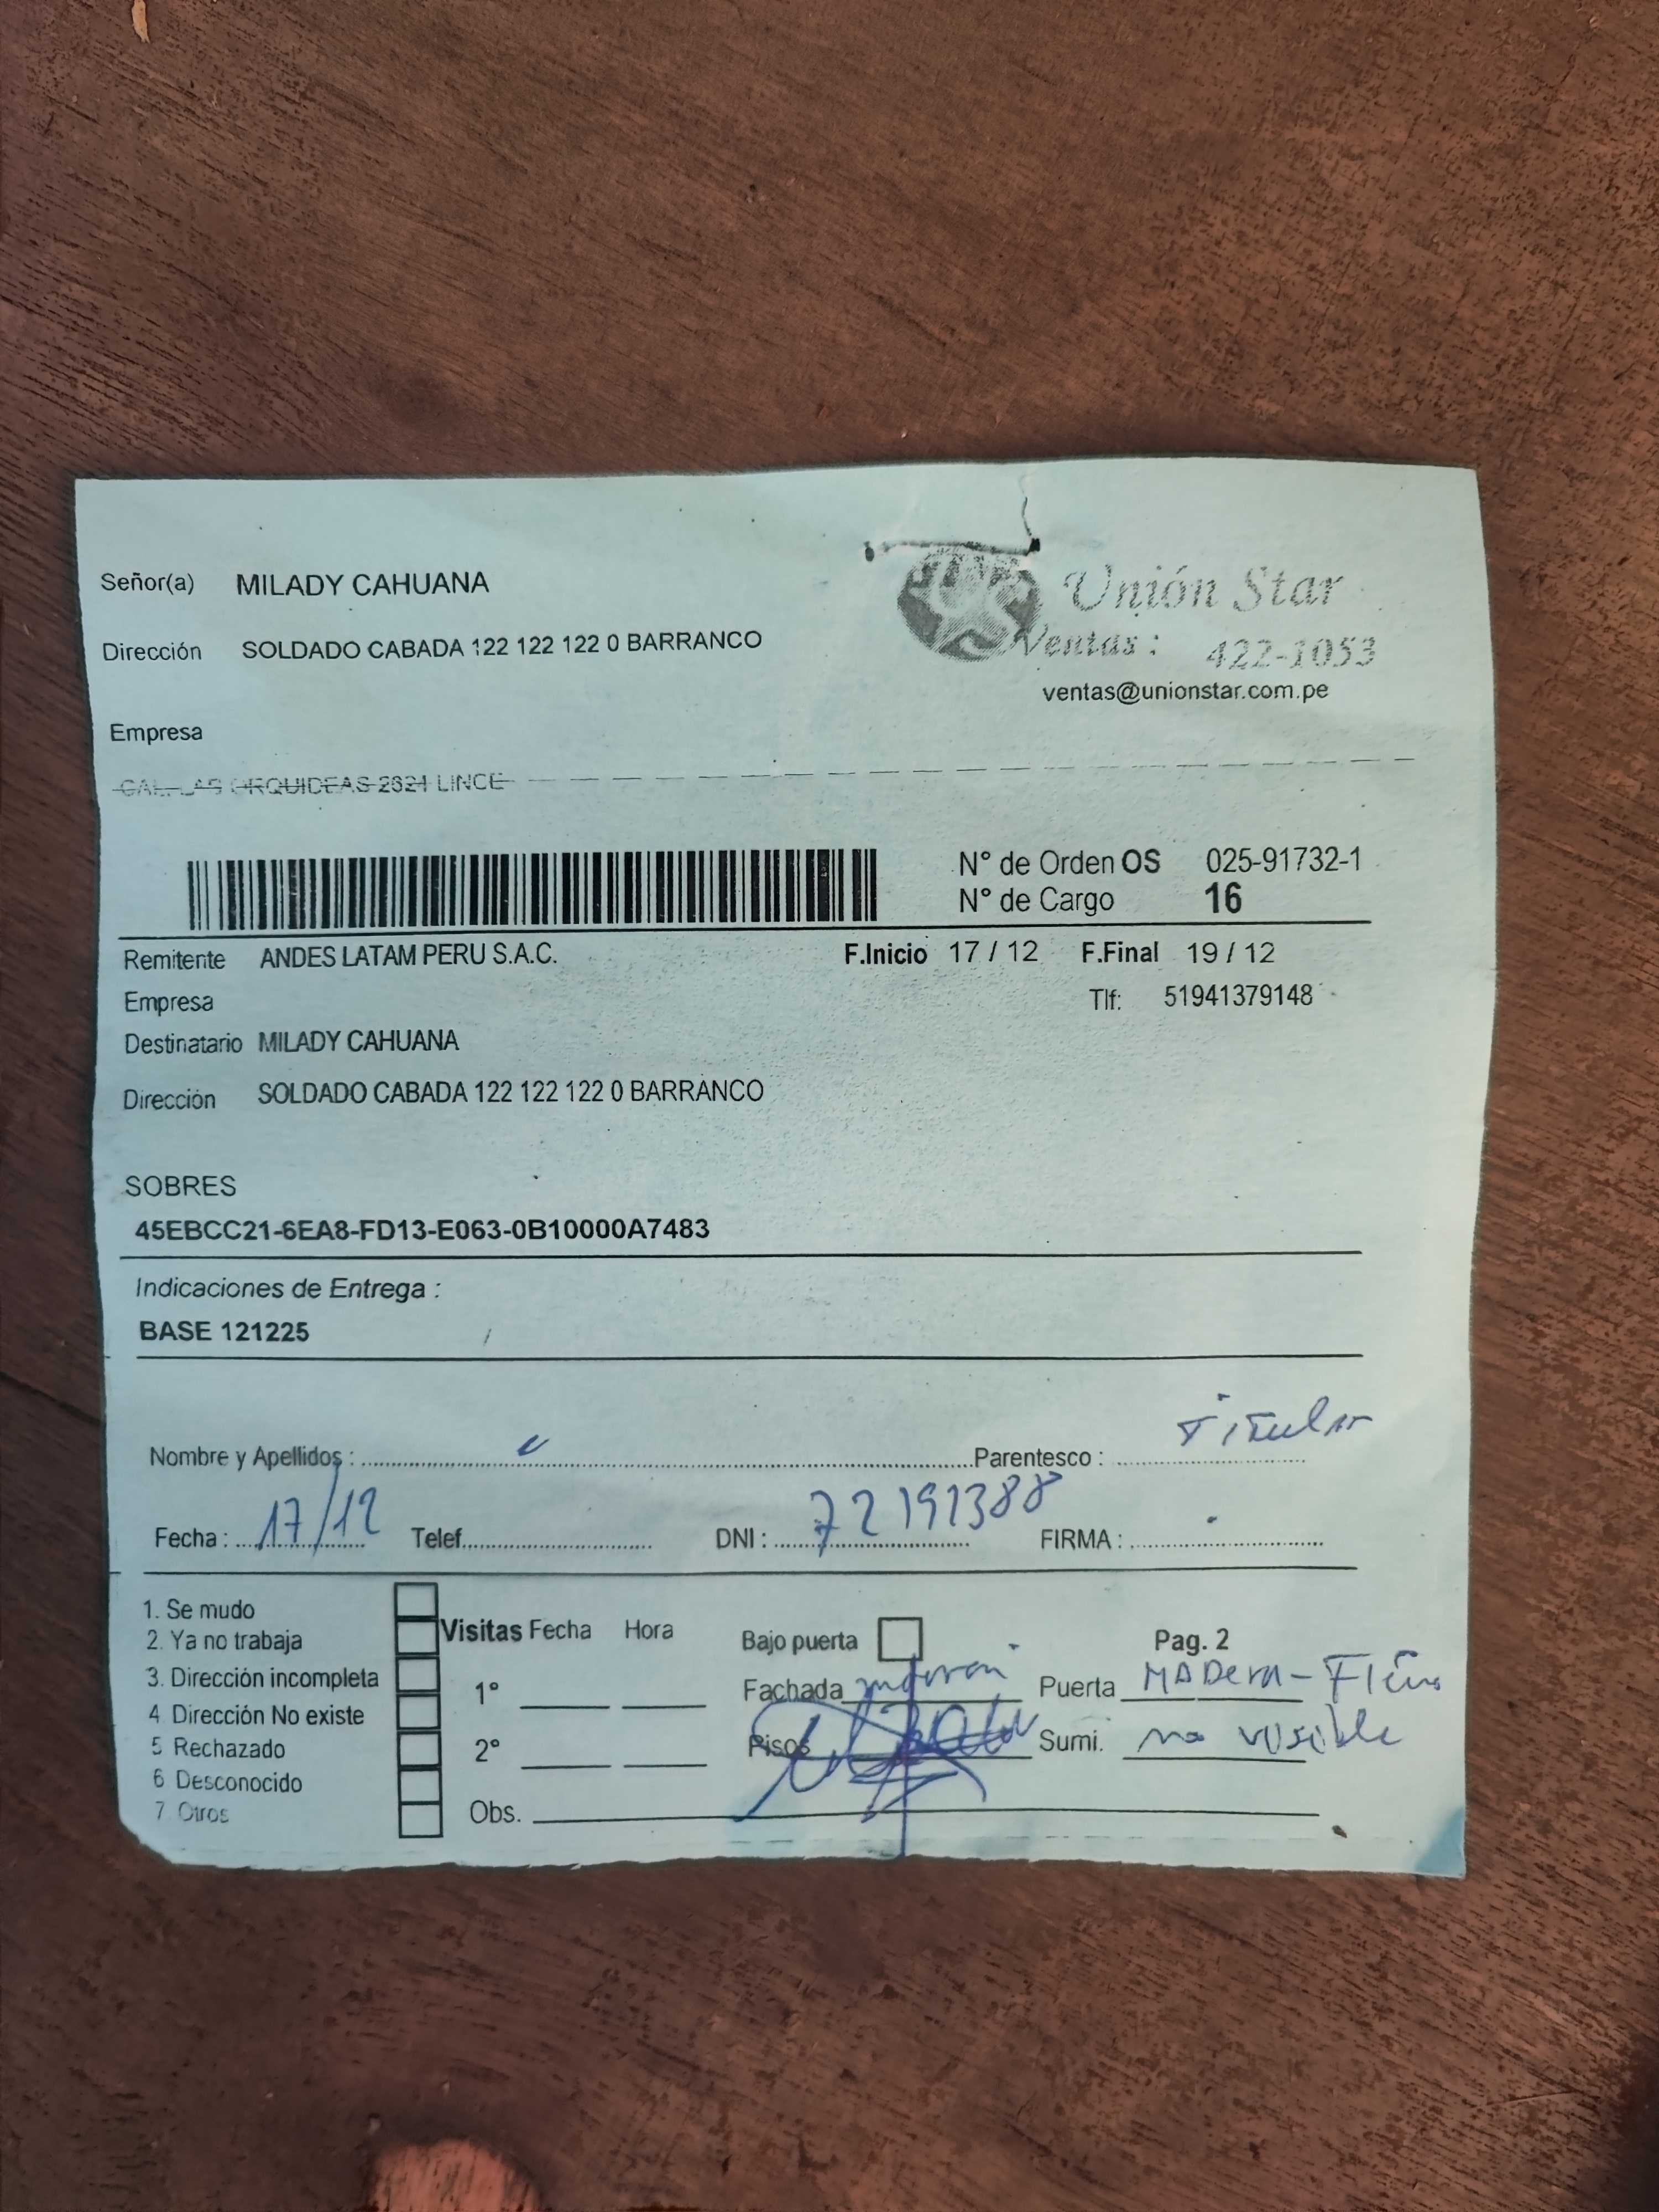 Señor(a) MILADY CAHUANA
Unión Star
Dirección SOLDADO CABADA 122 122 122 0 BARRANCO
Ventas : 422-1053
ventas@unionstar.com.pe
Empresa
ORQUIDEAS 2621 LINCE
N° de Orden OS 025-91732-1
N° de Cargo 16
Remitente ANDES LATAM PERU S.A.C. F.Inicio 17 / 12 F.Final 19 / 12
Empresa Tlf: 51941379148
Destinatario MILADY CAHUANA
Dirección SOLDADO CABADA 122 122 122 0 BARRANCO
SOBRES
45EBCC21-6EA8-FD13-E063-0B10000A7483
Indicaciones de Entrega :
BASE 121225
Nombre y Apellidos : Parentesco : Titular
Fecha : 17/12 Telef. DNI : 72191388 FIRMA :
1. Se mudo
2. Ya no trabaja
3. Dirección incompleta
4. Dirección No existe
5 Rechazado
6 Desconocido
7. Otros
Visitas Fecha Hora
1°
2°
Obs.
Bajo puerta Pag. 2
Fachada Puerta MADera -
Pisos Sumi. no visible